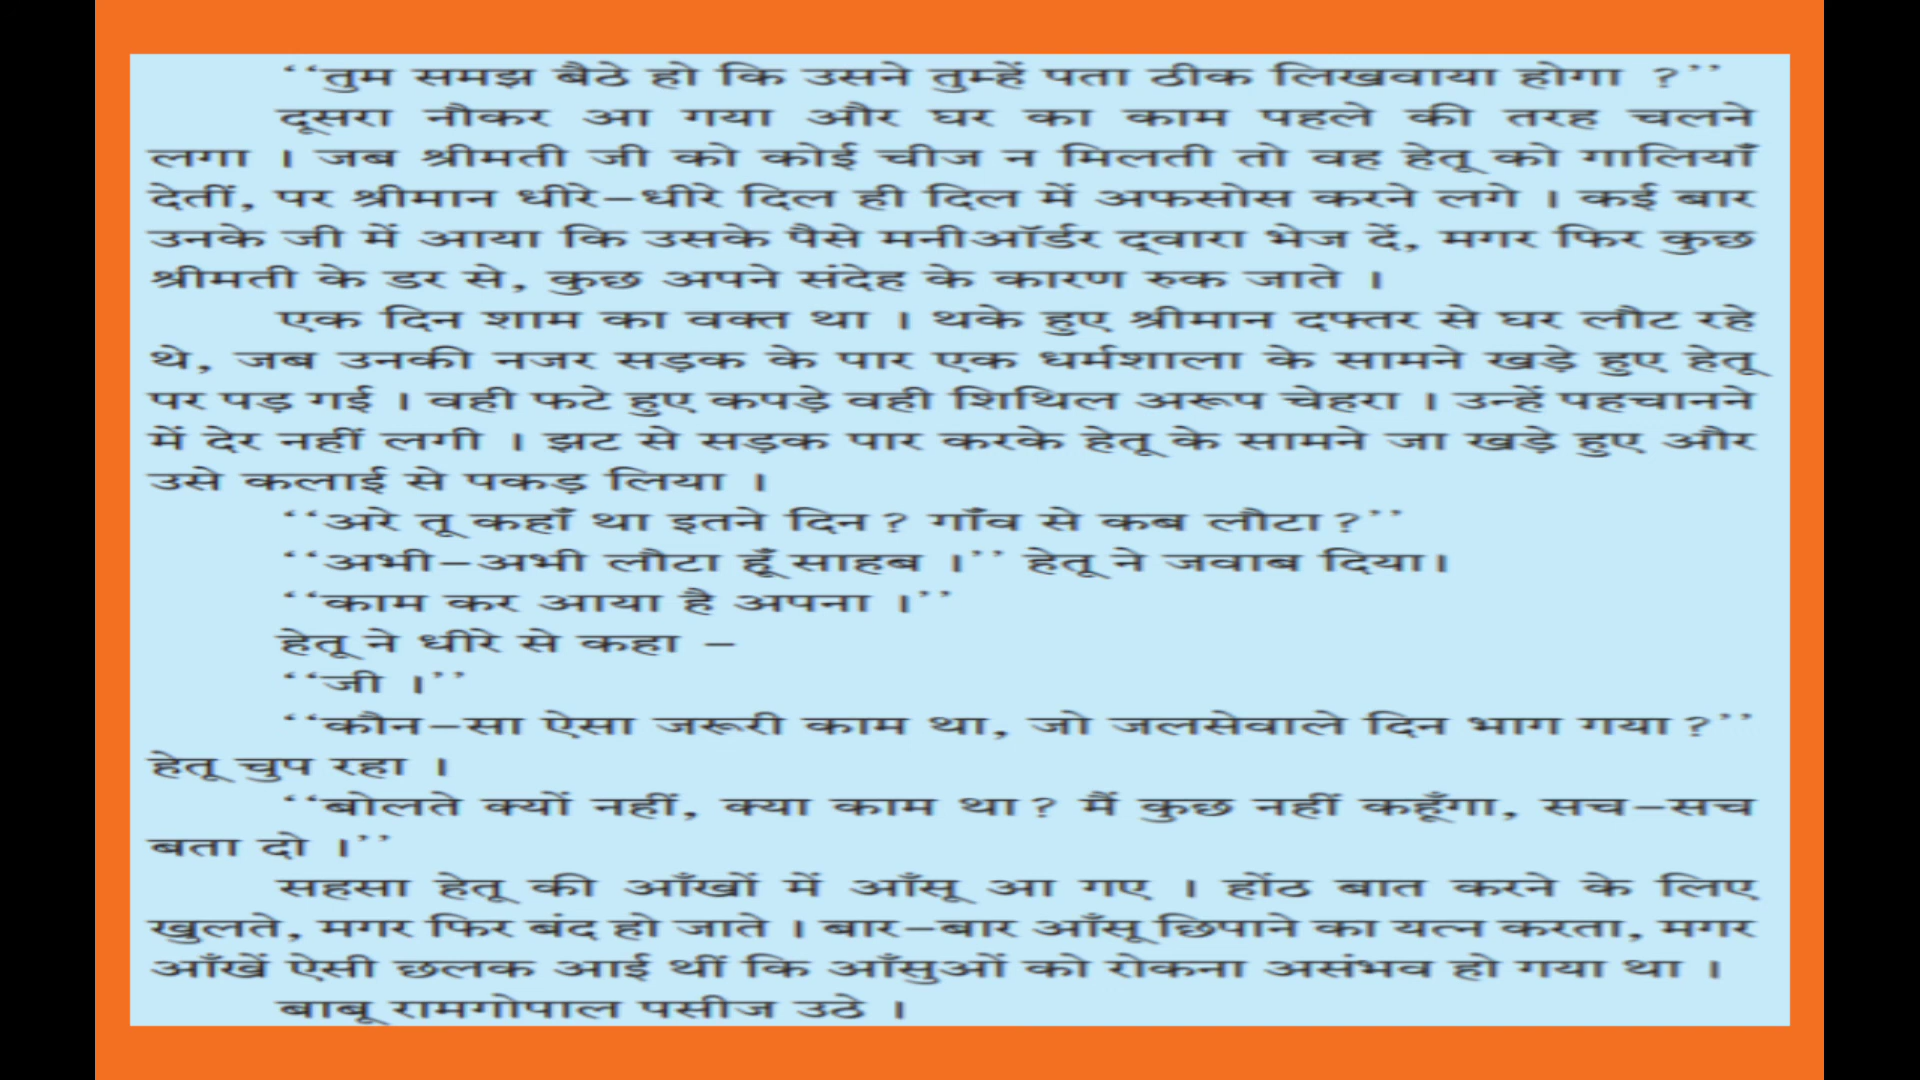 ‘‘तुम समझ बैठे हो कि उसने तुम्हें पता ठीक लिखवाया होगा ?’’
दूसरा नौकर आ गया और घर का काम पहले की तरह चलने
लगा । जब श्रीमती जी को कोई चीज न मिलती तो वह हेतू को गालियाँ
देतीं, पर श्रीमान धीरे-धीरे दिल ही दिल में अफसोस करने लगे । कई बार
उनके जी में आया कि उसके पैसे मनीऑर्डर द्‌वारा भेज दें, मगर फिर कुछ
श्रीमती के डर से, कुछ अपने संदेह के कारण रुक जाते ।
एक दिन शाम का वक्त था । थके हुए श्रीमान दफ्तर से घर लौट रहे
थे, जब उनकी नजर सड़क के पार एक धर्मशाला के सामने खड़े हुए हेतू
पर पड़ गई । वही फटे हुए कपड़े वही शिथिल अरूप चेहरा । उन्हें पहचानने
में देर नहीं लगी । झट से सड़क पार करके हेतू के सामने जा खड़े हुए और
उसे कलाई से पकड़ लिया ।
‘‘अरे तू कहाँ था इतने दिन ? गाँव से कब लौटा ?’’
‘‘अभी-अभी लौटा हूँ साहब ।’’ हेतू ने जवाब दिया।
‘‘काम कर आया है अपना ।’’
हेतू ने धीरे से कहा –
‘‘जी ।’’
‘‘कौन-सा ऐसा जरूरी काम था, जो जलसेवाले दिन भाग गया ?’’
हेतू चुप रहा ।
‘‘बोलते क्यों नहीं, क्या काम था ? मैं कुछ नहीं कहूँगा, सच-सच
बता दो ।’’
सहसा हेतू की आँखों में आँसू आ गए । होंठ बात करने के लिए
खुलते, मगर फिर बंद हो जाते । बार-बार आँसू छिपाने का यत्न करता, मगर
आँखें ऐसी छलक आई थीं कि आँसुओं को रोकना असंभव हो गया था ।
बाबू रामगोपाल पसीज उठे ।